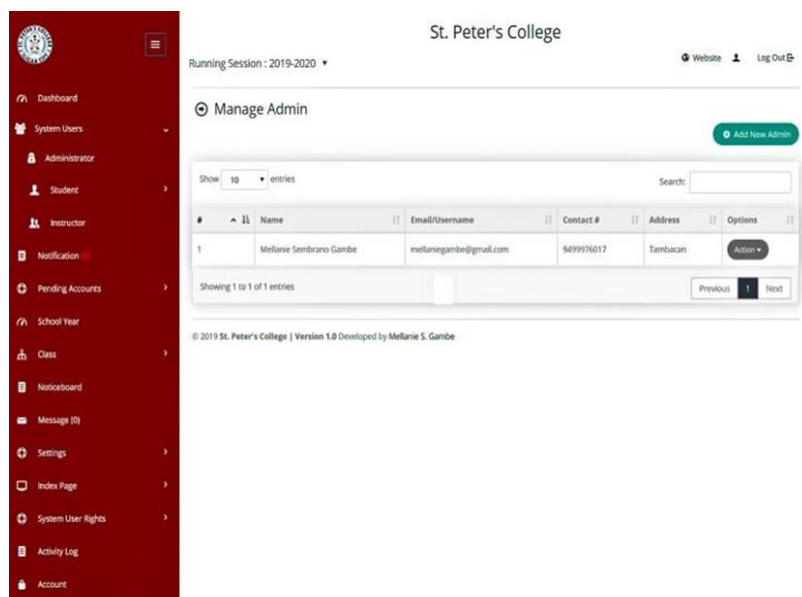 St. Peter's College
Running Session : 2019-2020
Website
Log Out
Dashboard
System Users
Administrator
Student
Instructor
Notification
Pending Accounts
School Year
Class
Noticeboard
Message (0)
Settings
Index Page
System User Rights
Activity Log
Account
Manage Admin
Add New Admin
Show 10 entries
Search:
# Name Email/Username Contact # Address Options
1 Mellanie Sembrano Gambe mellaniegambe@gmail.com 9499976017 Tambacan Action
Showing 1 to 1 of 1 entries
Previous 1 Next
© 2019 St. Peter's College | Version 1.0 Developed by Mellanie S. Gambe